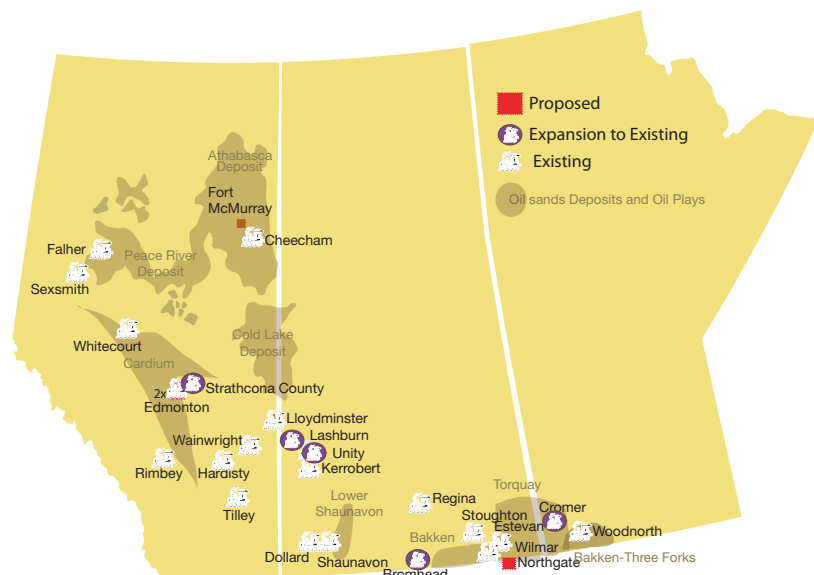 Proposed
Expansion to Existing
Existing
Oil sands Deposits and Oil Plays
Athabasca
Deposit
Fort
McMurray
Cheecham
Falher
Peace River
Deposit
Sexsmith
Whitecourt
Cold Lake
Deposit
Cardium
2x
Strathcona County
Edmonton
Lloydminster
Lashburn
Wainwright
Unity
Rimbey
Hardisty
Kerrobert
Tilley
Lower
Shaunavon
Regina
Torquay
Stoughton
Cromer
Estevan
Woodnorth
Bakken
Wilmar
Dollard
Shaunavon
Northgate
Bakken-Three Forks
Bromhead